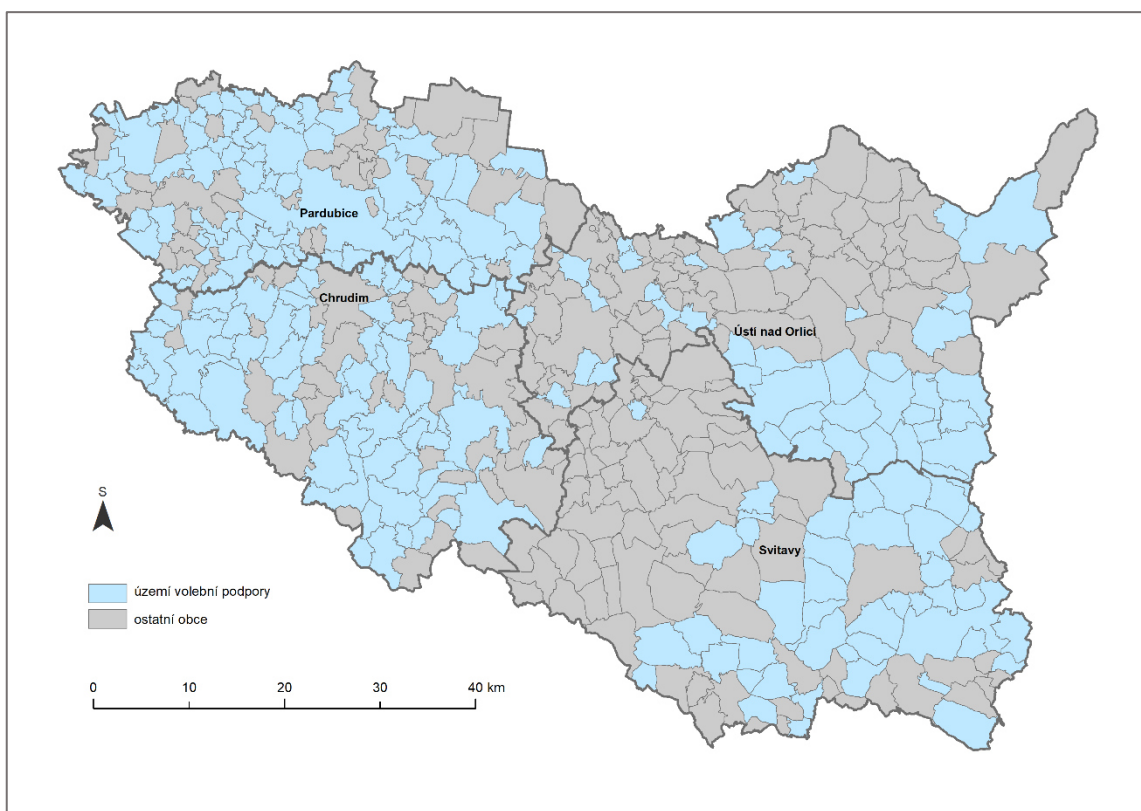 Pardubice
Chrudim
Ústí nad Orlicí
S
Svitavy
území volební podpory
ostatní obce
0 10 20 30 40 km